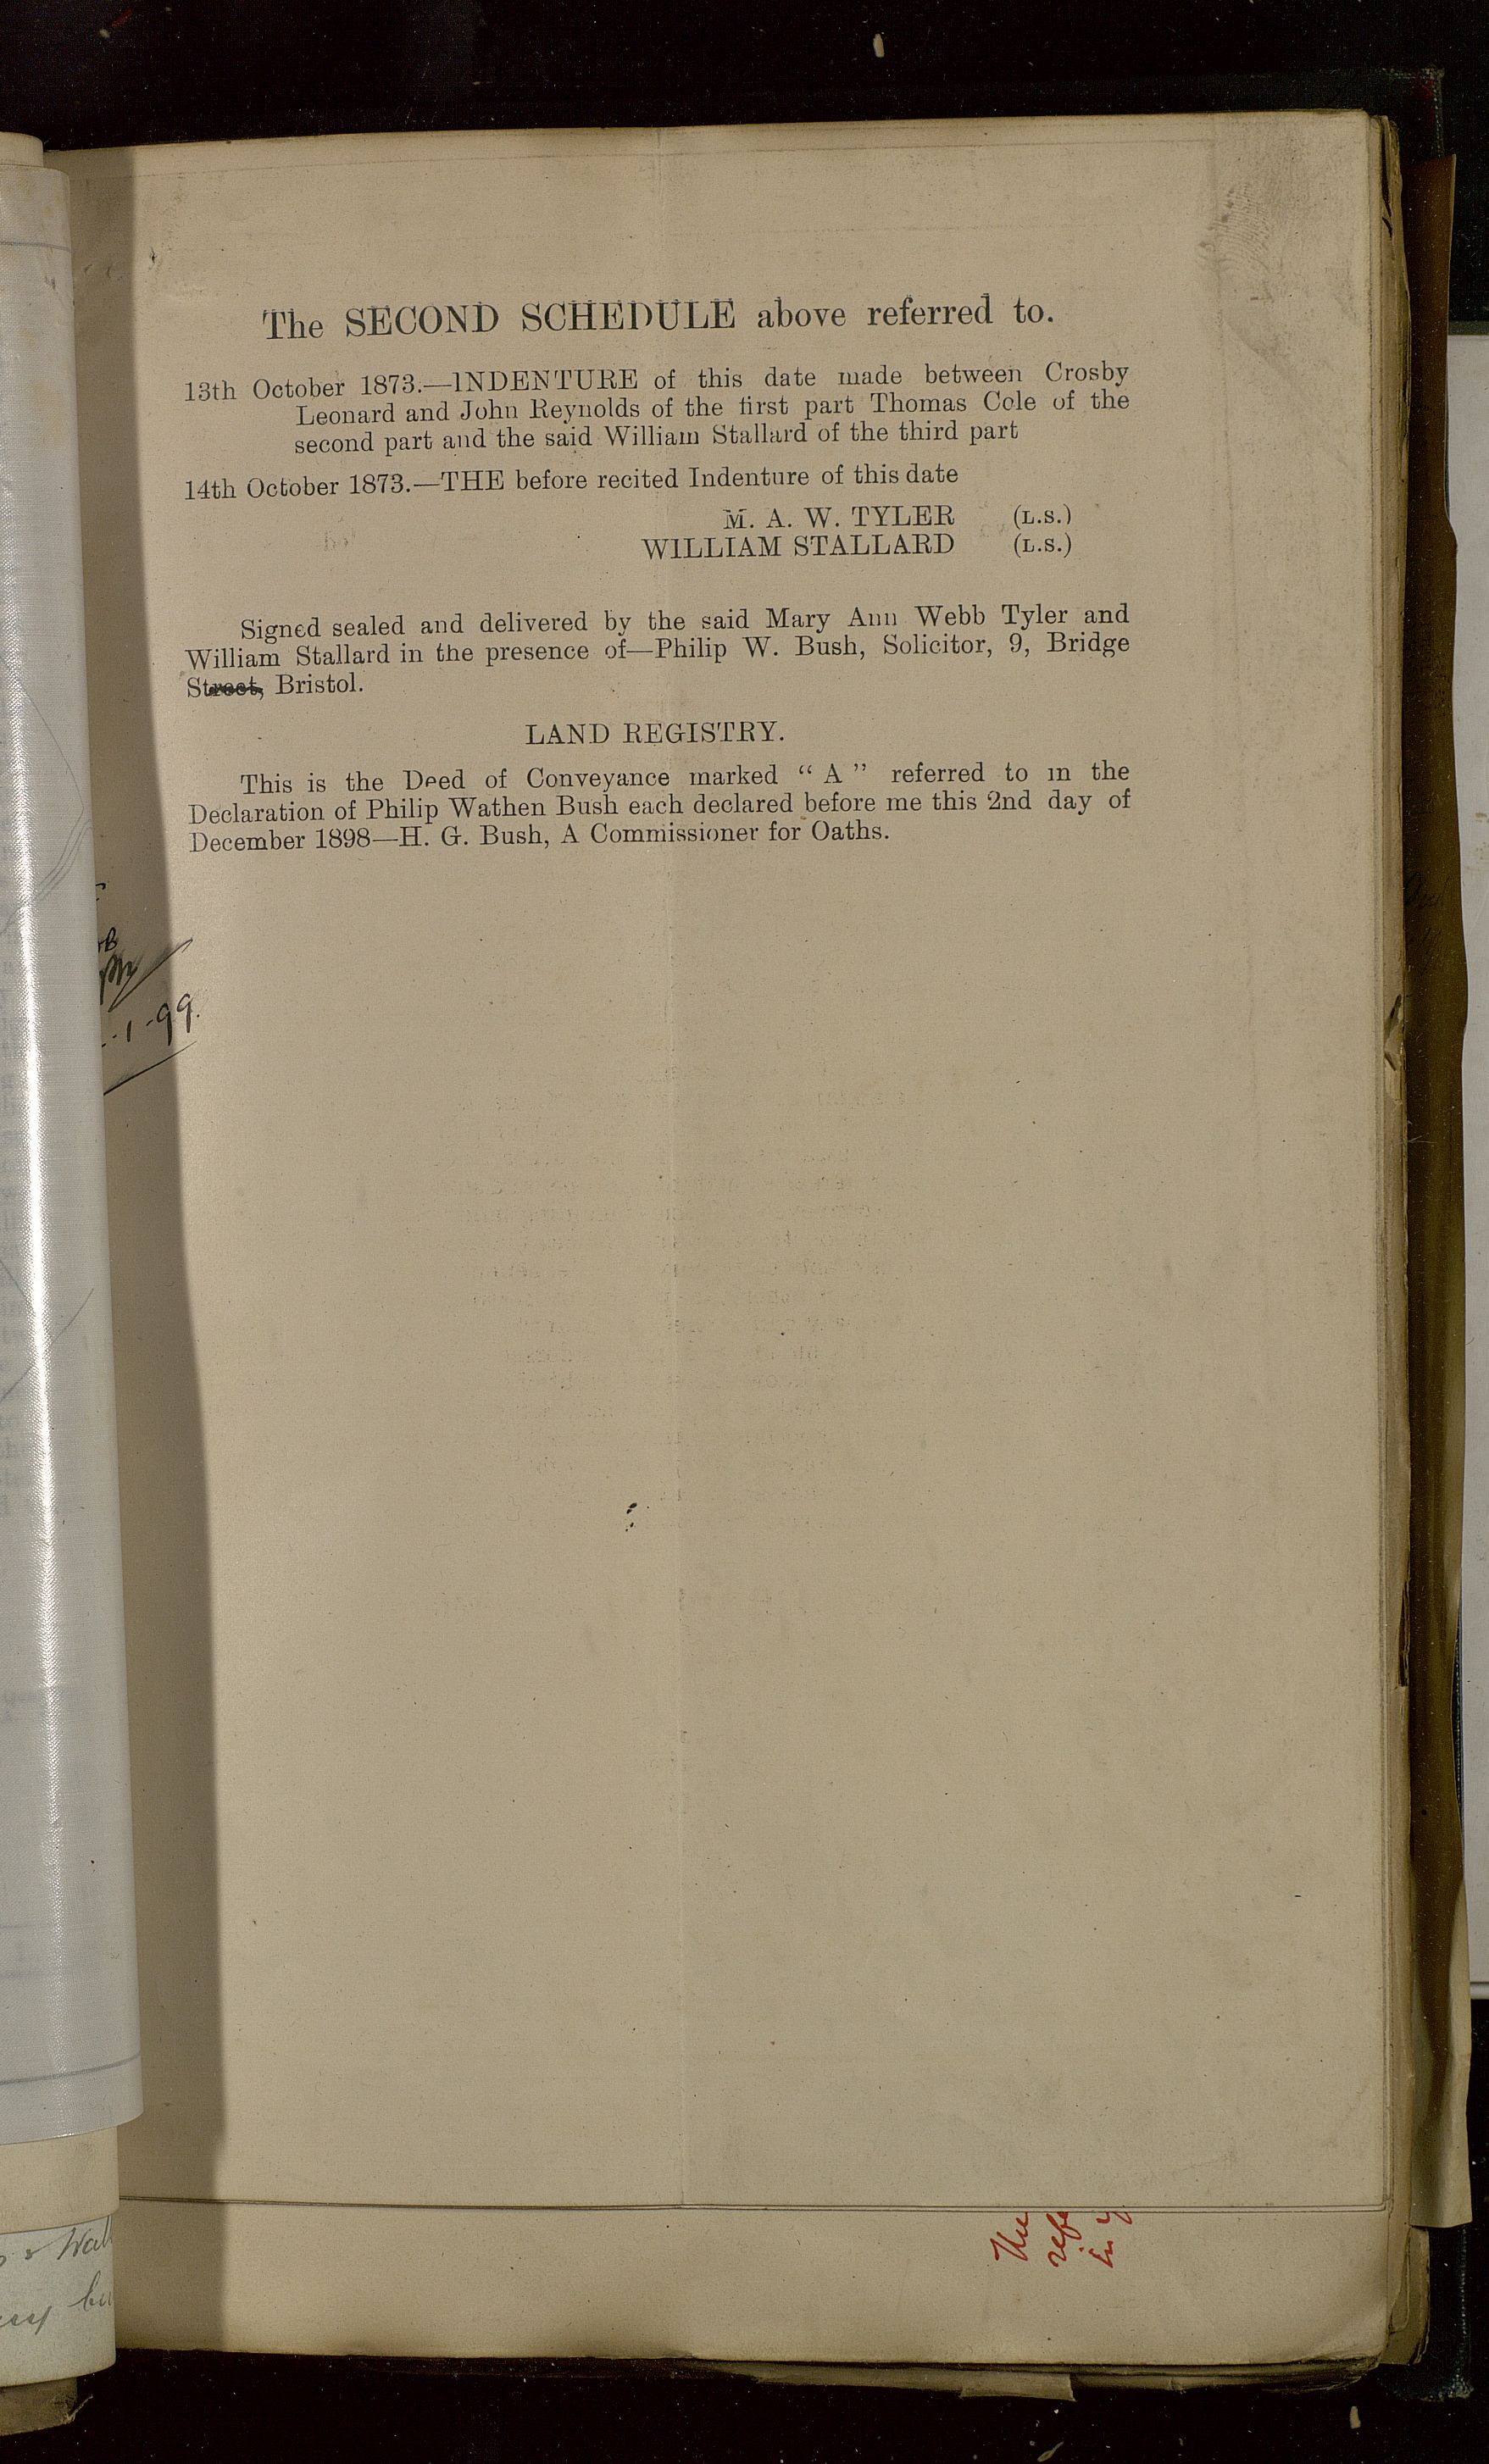 The SECOND SCHEDULE above referred to.
13th October 1873.—INDENTURE of this date made between Crosby
Leonard and John Reynolds of the first part Thomas Cole of the
second part and the said William Stallard of the third part
14th October 1873.—THE before recited Indenture of this date
M. A. W. TYLER (L.S.)
WILLIAM STALLARD (L.S.)
Signed sealed and delivered by the said Mary Ann Webb Tyler and
William Stallard in the presence of—Philip W. Bush, Solicitor, 9, Bridge
Street, Bristol.
LAND REGISTRY.
This is the Deed of Conveyance marked “ A ” referred to in the
Declaration of Philip Wathen Bush each declared before me this 2nd day of
December 1898—H. G. Bush, A Commissioner for Oaths.
-1-99.